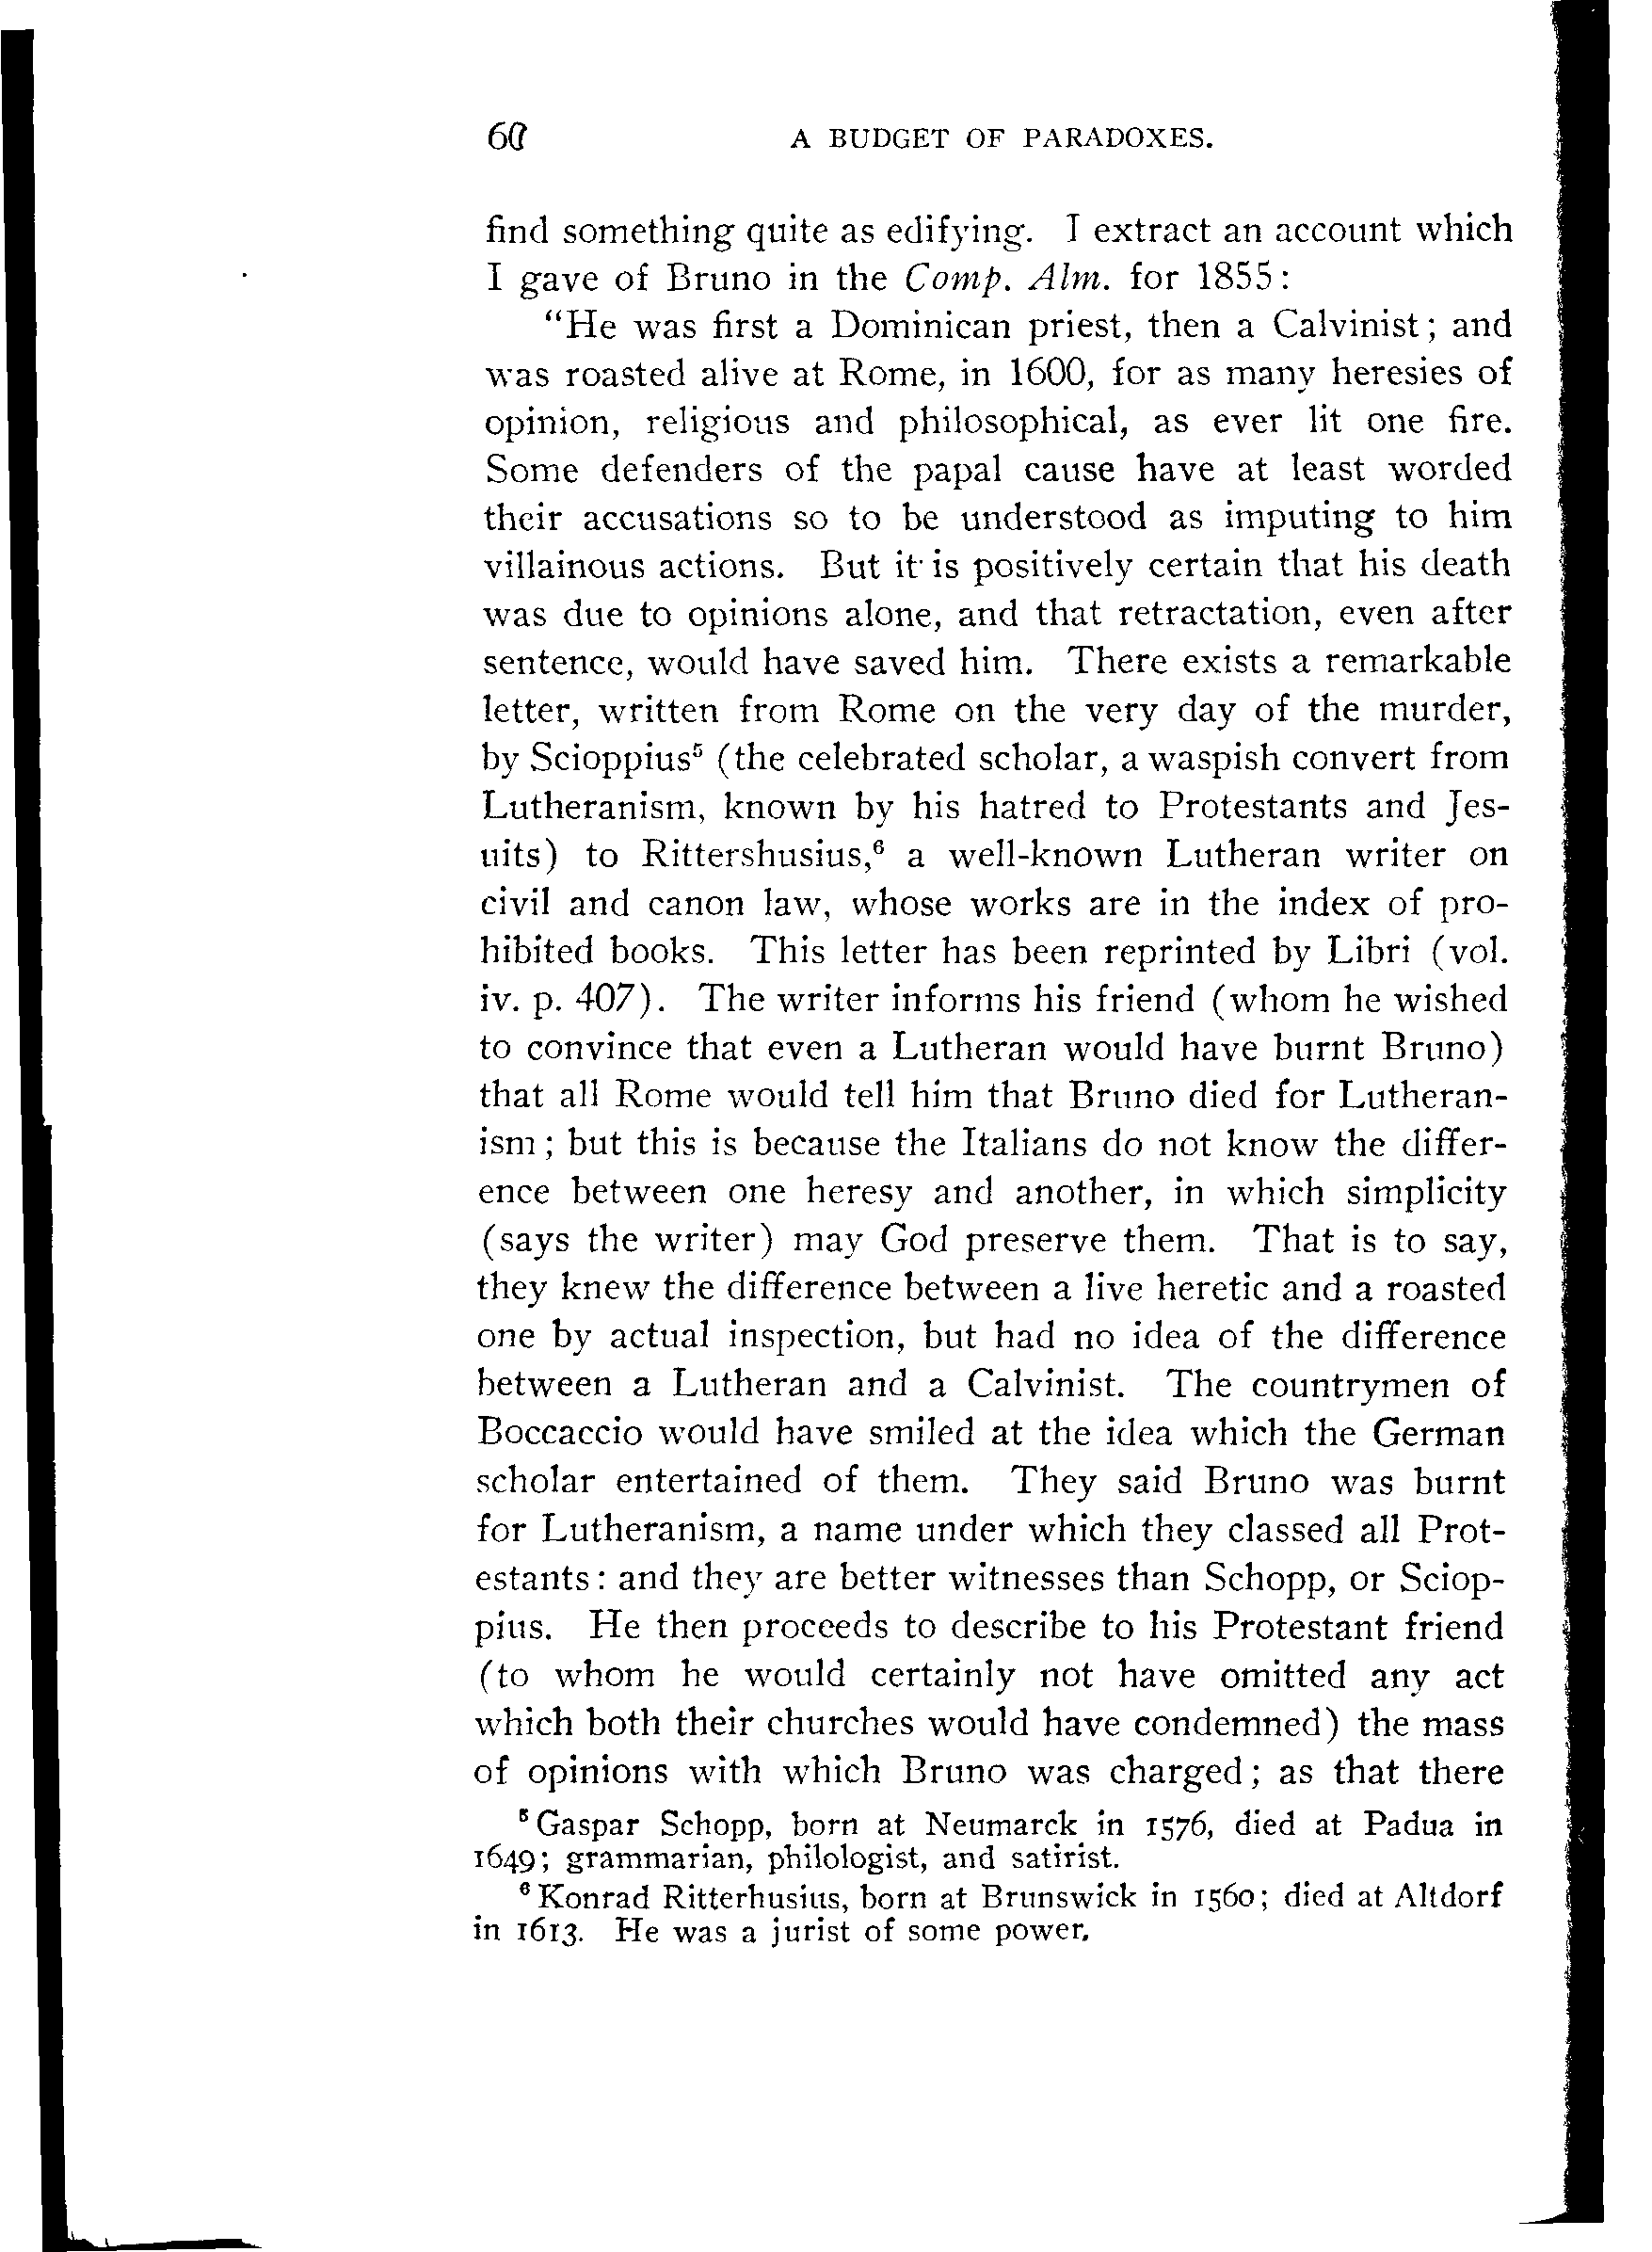 60 A BUDGET OF PARADOXES.
find something quite as edifying. I extract an account which
I gave of Bruno in the Comp. Alm. for 1855:
"He was first a Dominican priest, then a Calvinist; and
was roasted alive at Rome, in 1600, for as many heresies of
opinion, religious and philosophical, as ever lit one fire.
Some defenders of the papal cause have at least worded
their accusations so to be understood as imputing to him
villainous actions. But it is positively certain that his death
was due to opinions alone, and that retractation, even after
sentence, would have saved him. There exists a remarkable
letter, written from Rome on the very day of the murder,
by Scioppius⁵ (the celebrated scholar, a waspish convert from
Lutheranism, known by his hatred to Protestants and Jes-
uits) to Rittershusius,⁶ a well-known Lutheran writer on
civil and canon law, whose works are in the index of pro-
hibited books. This letter has been reprinted by Libri (vol.
iv. p. 407). The writer informs his friend (whom he wished
to convince that even a Lutheran would have burnt Bruno)
that all Rome would tell him that Bruno died for Lutheran-
ism; but this is because the Italians do not know the differ-
ence between one heresy and another, in which simplicity
(says the writer) may God preserve them. That is to say,
they knew the difference between a live heretic and a roasted
one by actual inspection, but had no idea of the difference
between a Lutheran and a Calvinist. The countrymen of
Boccaccio would have smiled at the idea which the German
scholar entertained of them. They said Bruno was burnt
for Lutheranism, a name under which they classed all Prot-
estants: and they are better witnesses than Schopp, or Sciop-
pius. He then proceeds to describe to his Protestant friend
(to whom he would certainly not have omitted any act
which both their churches would have condemned) the mass
of opinions with which Bruno was charged; as that there
⁵ Gaspar Schopp, born at Neumarck in 1576, died at Padua in
1649; grammarian, philologist, and satirist.
⁶ Konrad Ritterhusius, born at Brunswick in 1560; died at Altdorf
in 1613. He was a jurist of some power.